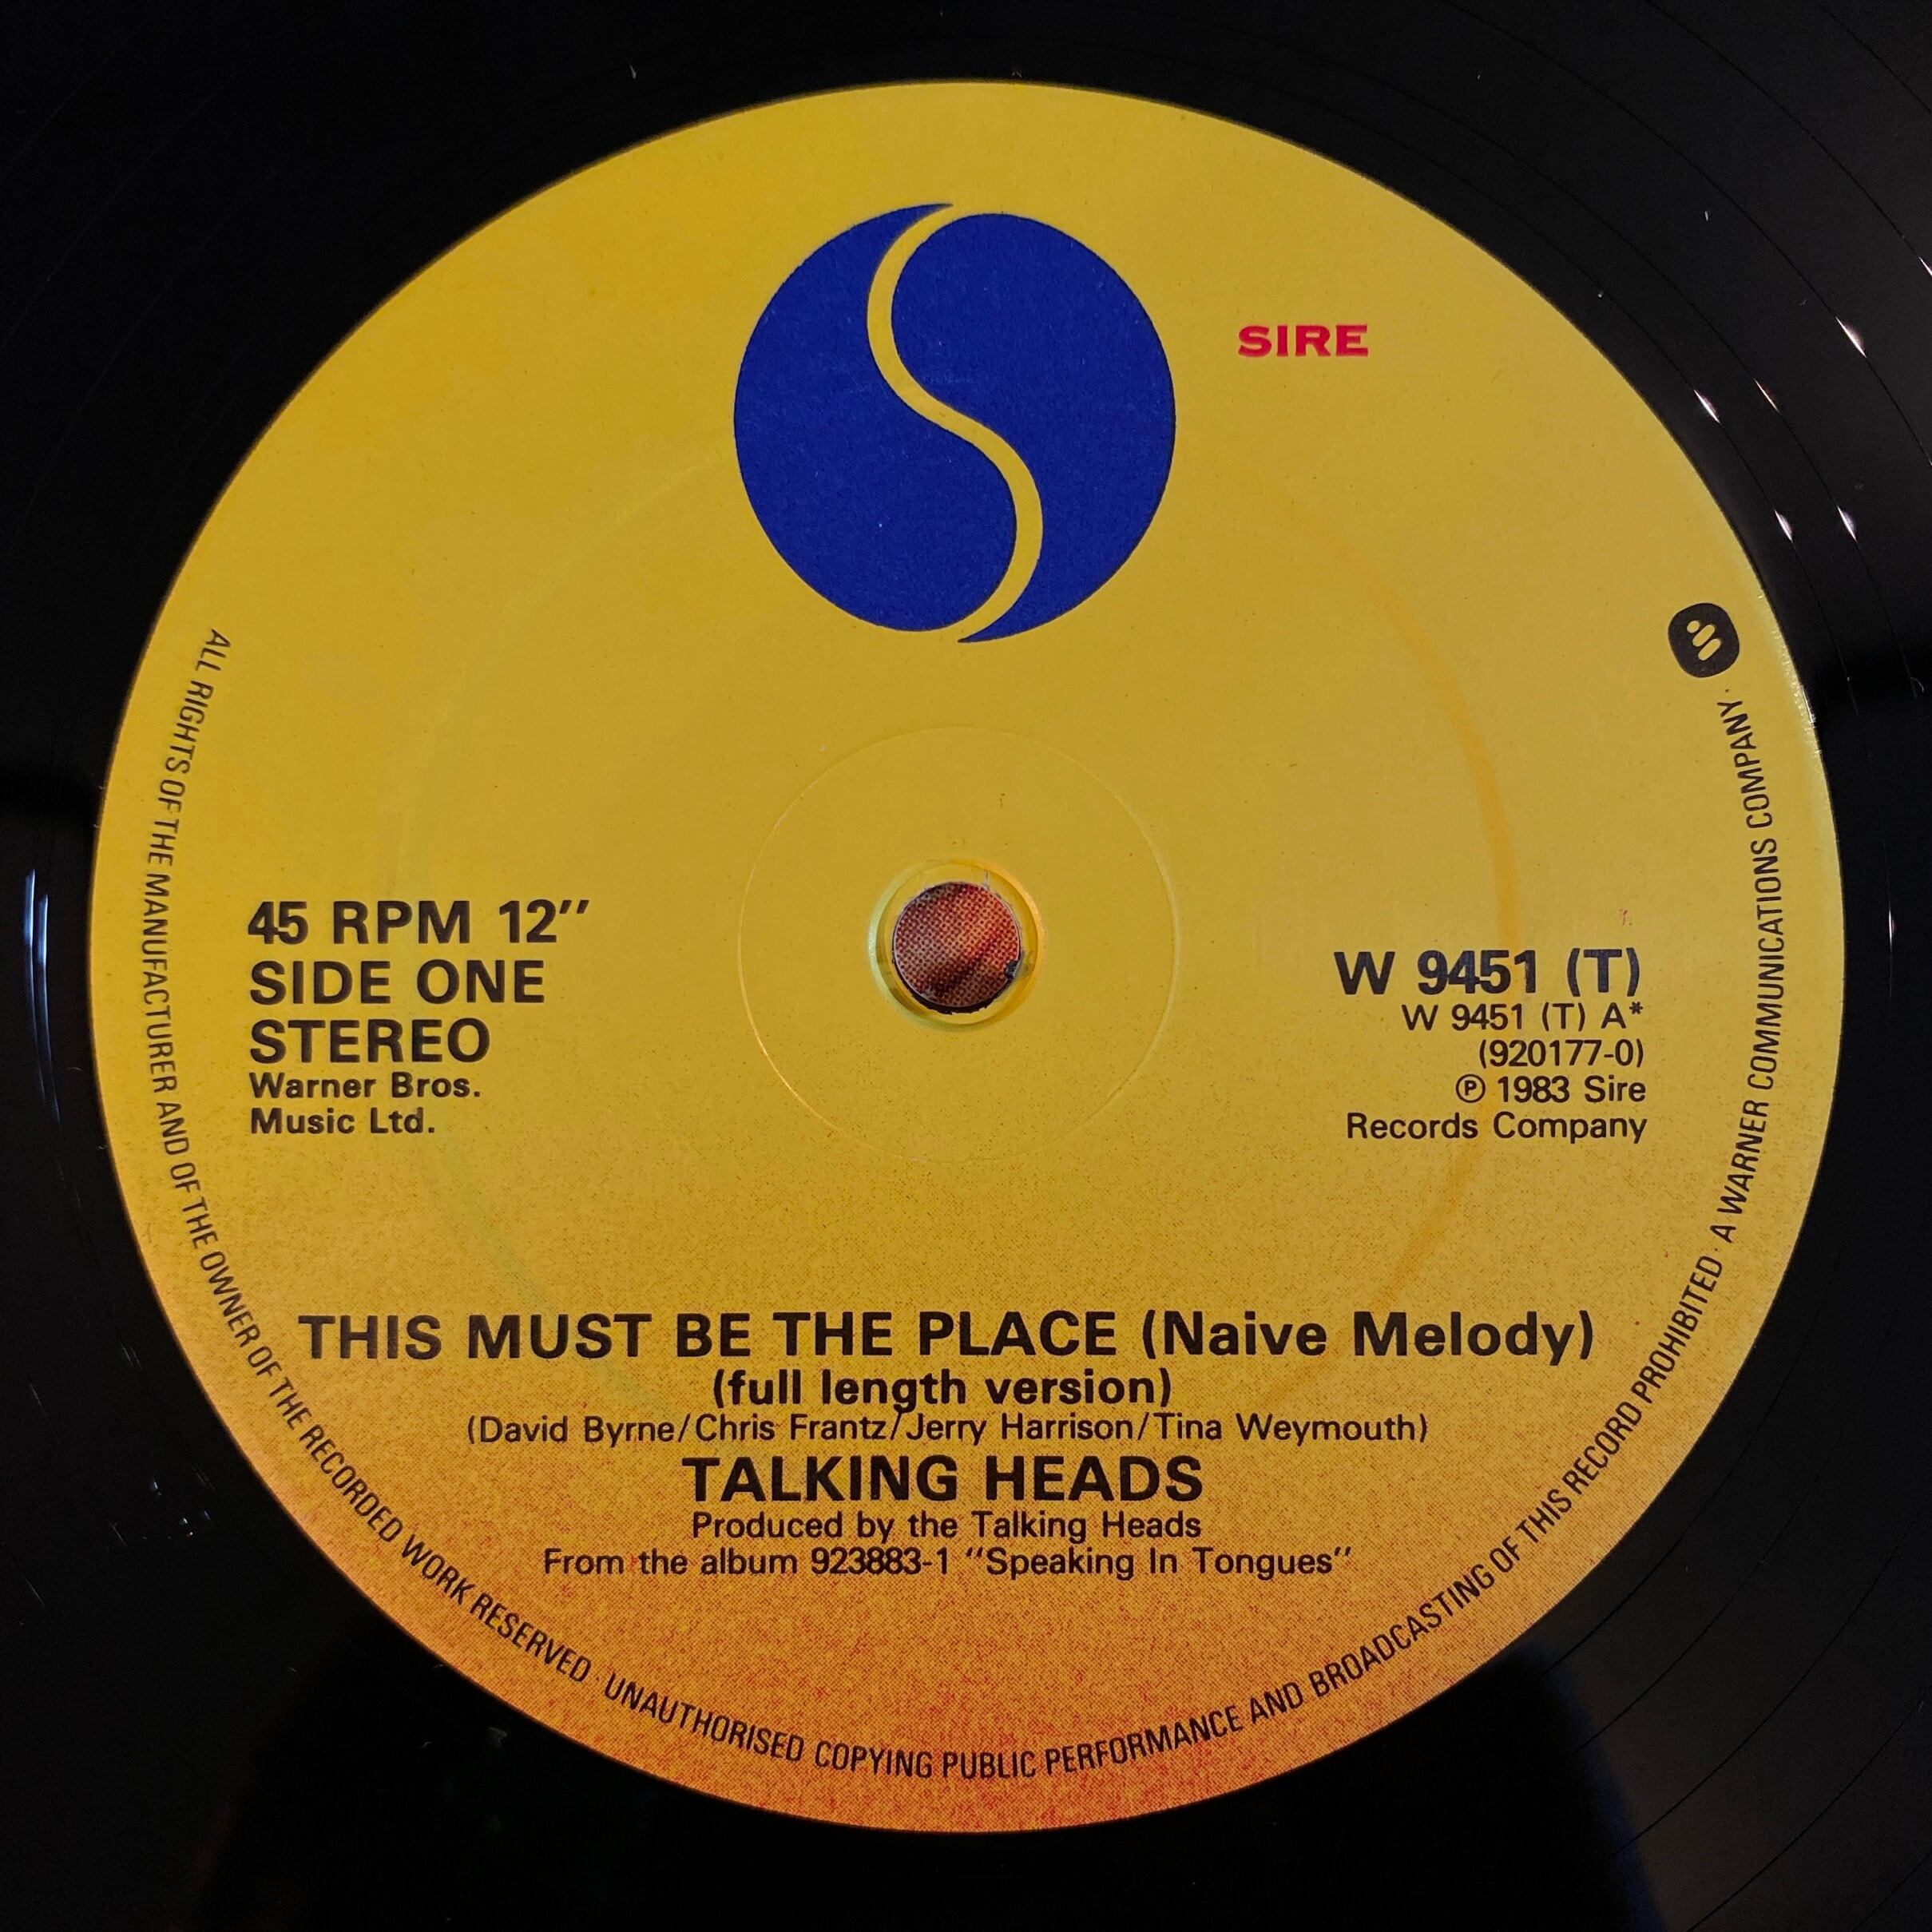 SIRE
45 RPM 12"
SIDE ONE
STEREO
Warner Bros.
Music Ltd.
W 9451 (T)
W 9451 (T) A*
(920177-0)
℗ 1983 Sire
Records Company
THIS MUST BE THE PLACE (Naive Melody)
(full length version)
(David Byrne/Chris Frantz/Jerry Harrison/Tina Weymouth)
TALKING HEADS
Produced by the Talking Heads
From the album 923883-1 "Speaking In Tongues"
ALL RIGHTS OF THE MANUFACTURER AND OF THE OWNER OF THE RECORDED WORK RESERVED · UNAUTHORISED COPYING PUBLIC PERFORMANCE AND BROADCASTING OF THIS RECORD PROHIBITED · A WARNER COMMUNICATIONS COMPANY ·